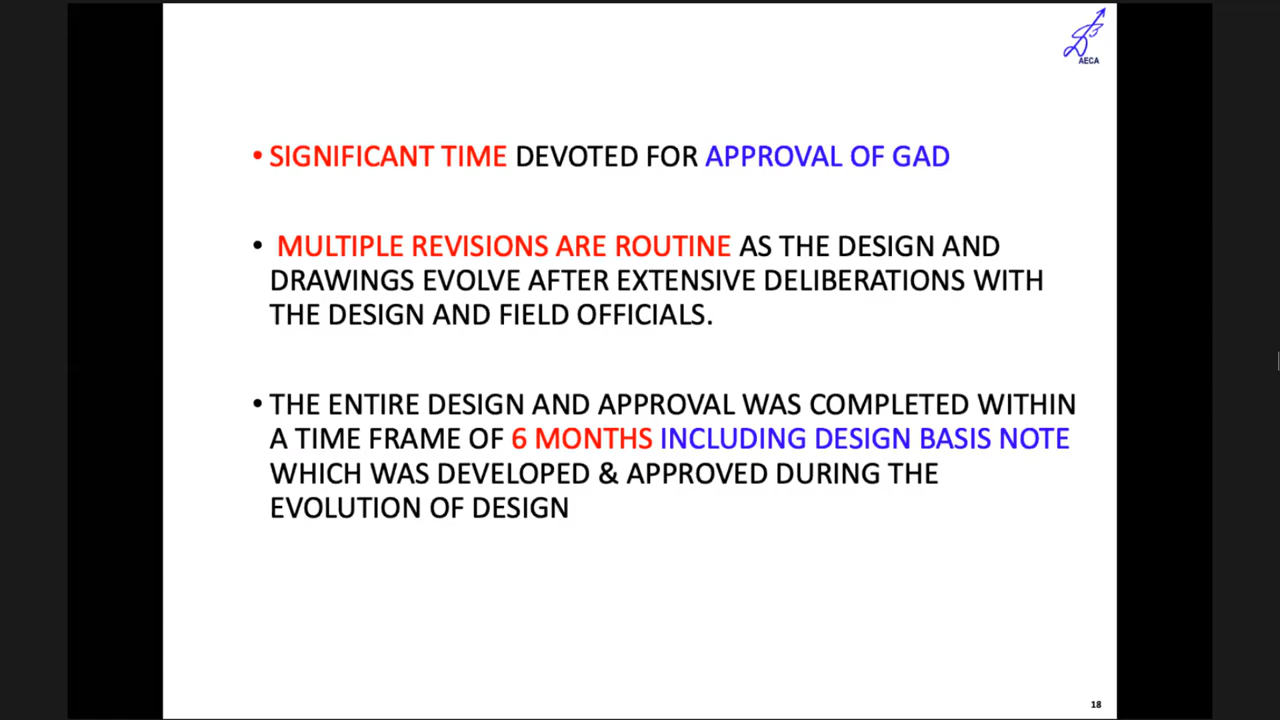 AECA
• SIGNIFICANT TIME DEVOTED FOR APPROVAL OF GAD
• MULTIPLE REVISIONS ARE ROUTINE AS THE DESIGN AND
DRAWINGS EVOLVE AFTER EXTENSIVE DELIBERATIONS WITH
THE DESIGN AND FIELD OFFICIALS.
• THE ENTIRE DESIGN AND APPROVAL WAS COMPLETED WITHIN
A TIME FRAME OF 6 MONTHS INCLUDING DESIGN BASIS NOTE
WHICH WAS DEVELOPED & APPROVED DURING THE
EVOLUTION OF DESIGN
18